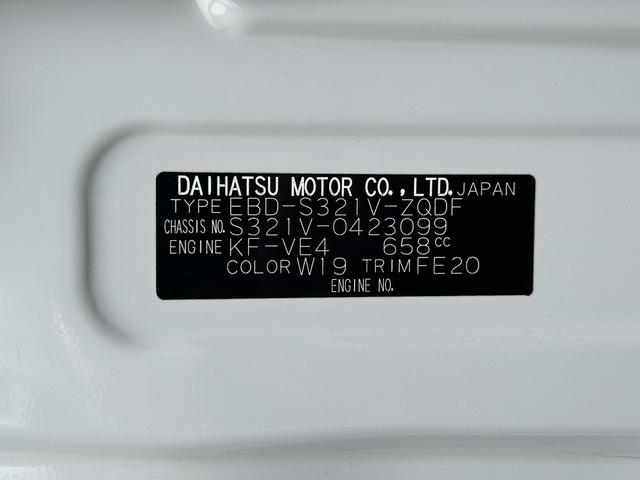 DAIHATSU MOTOR CO.,LTD. JAPAN
TYPE EBD-S321V-ZQDF
CHASSIS NO. S321V-0423099
ENGINE KF-VE4 658cc
COLOR W19 TRIM FE20
ENGINE NO.